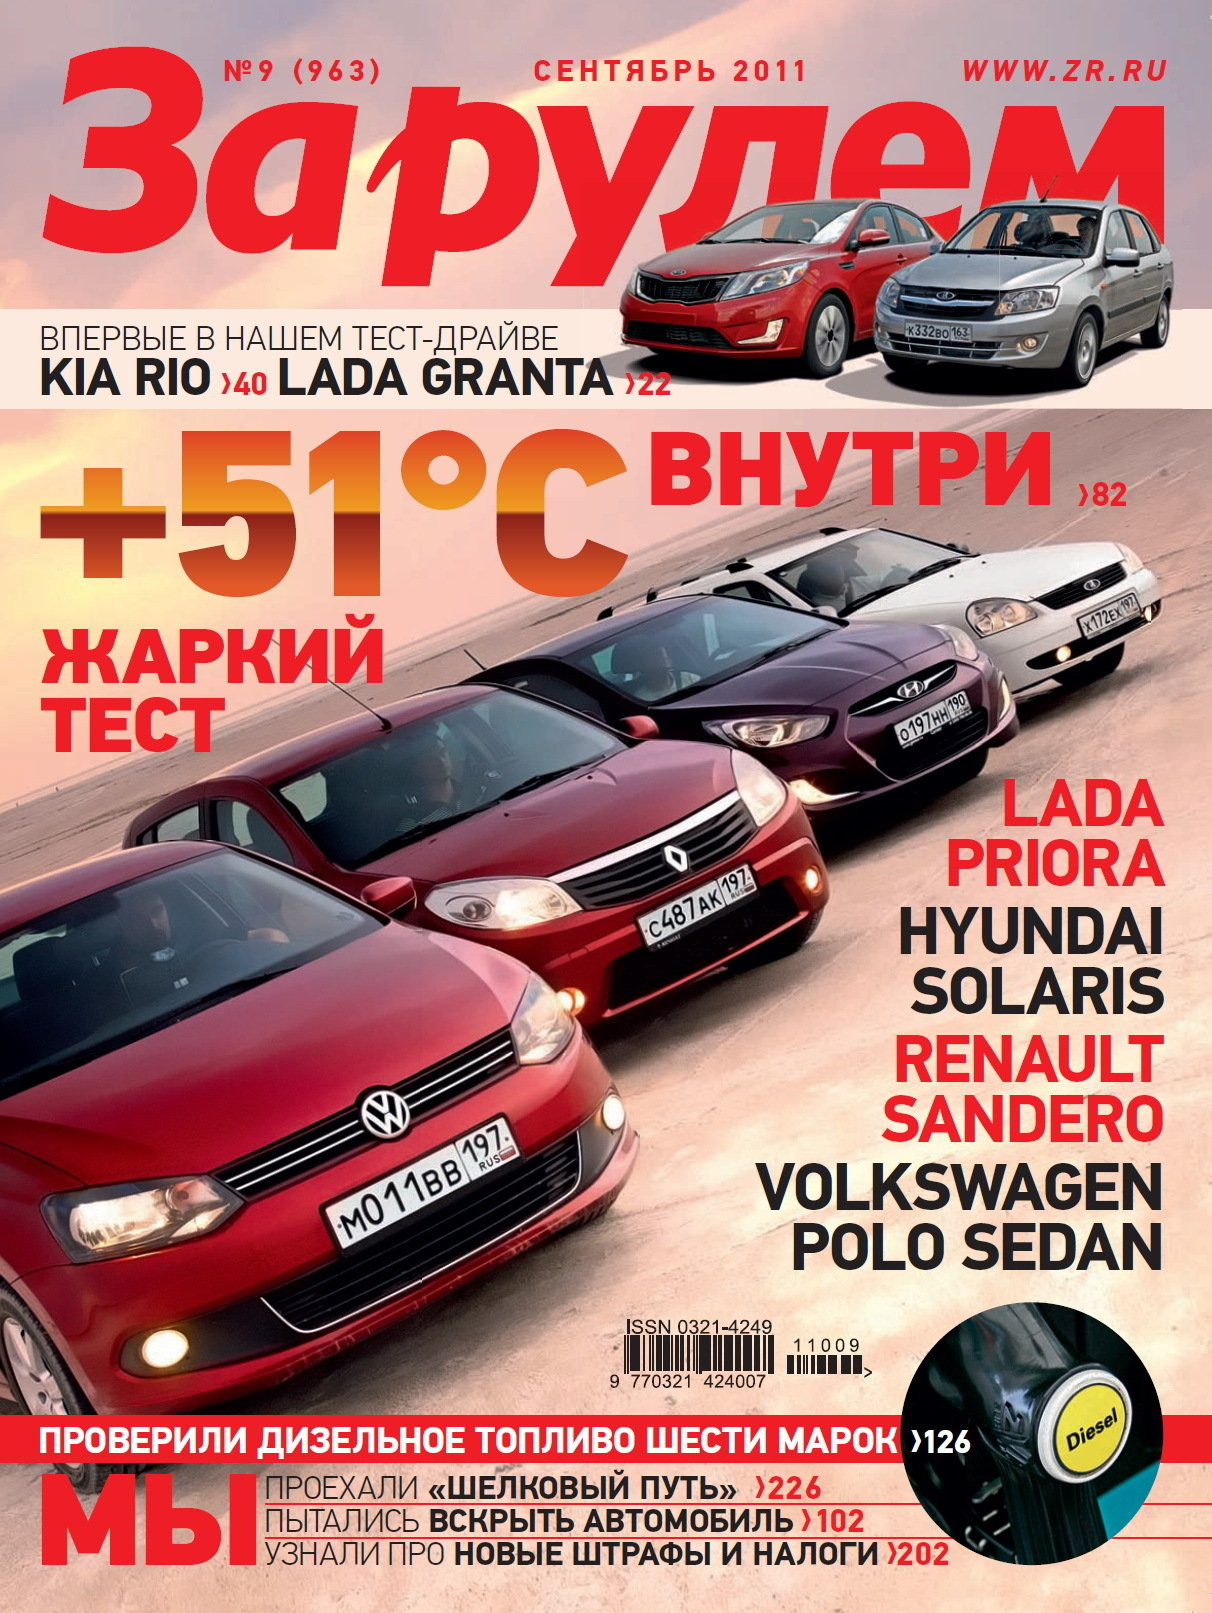 №9 (963) СЕНТЯБРЬ 2011 WWW.ZR.RU
За рулем
ВПЕРВЫЕ В НАШЕМ ТЕСТ-ДРАЙВЕ
KIA RIO ›40 LADA GRANTA ›22
К332ВО 163
+51°C ВНУТРИ ›82
ЖАРКИЙ
ТЕСТ
Х172ЕХ 197
О197НН 190
С487АК 197 RUS
М011ВВ 197 RUS
LADA
PRIORA
HYUNDAI
SOLARIS
RENAULT
SANDERO
VOLKSWAGEN
POLO SEDAN
ISSN 0321-4249
11009
9 770321 424007 >
Diesel
ПРОВЕРИЛИ ДИЗЕЛЬНОЕ ТОПЛИВО ШЕСТИ МАРОК ›126
МЫ
ПРОЕХАЛИ «ШЕЛКОВЫЙ ПУТЬ» ›226
ПЫТАЛИСЬ ВСКРЫТЬ АВТОМОБИЛЬ ›102
УЗНАЛИ ПРО НОВЫЕ ШТРАФЫ И НАЛОГИ ›202